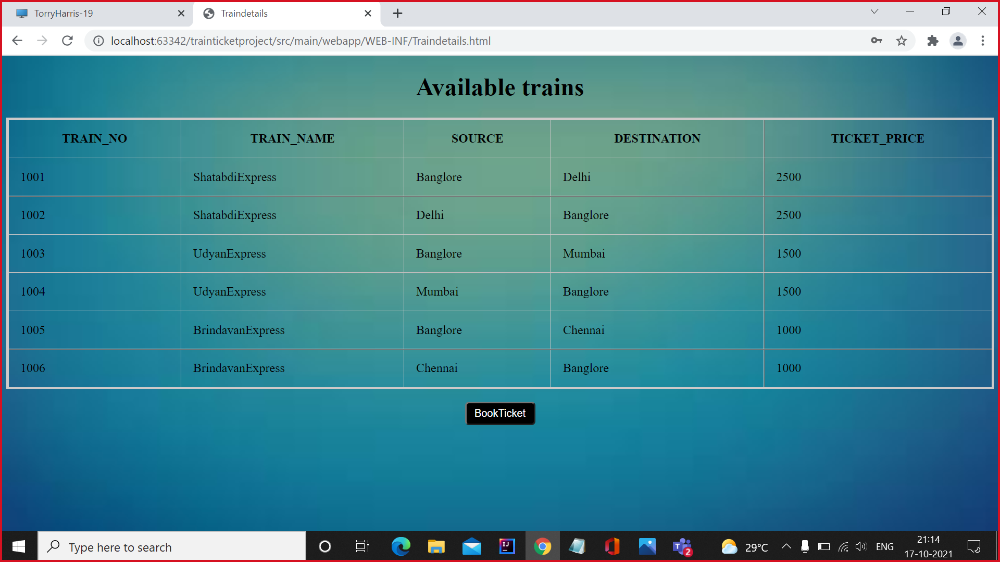 TorryHarris-19
Traindetails
localhost:63342/trainticketproject/src/main/webapp/WEB-INF/Traindetails.html
Available trains
TRAIN_NO TRAIN_NAME SOURCE DESTINATION TICKET_PRICE
1001 ShatabdiExpress Banglore Delhi 2500
1002 ShatabdiExpress Delhi Banglore 2500
1003 UdyanExpress Banglore Mumbai 1500
1004 UdyanExpress Mumbai Banglore 1500
1005 BrindavanExpress Banglore Chennai 1000
1006 BrindavanExpress Chennai Banglore 1000
BookTicket
Type here to search
IJ
T
2
29°C
ENG
21:14
17-10-2021